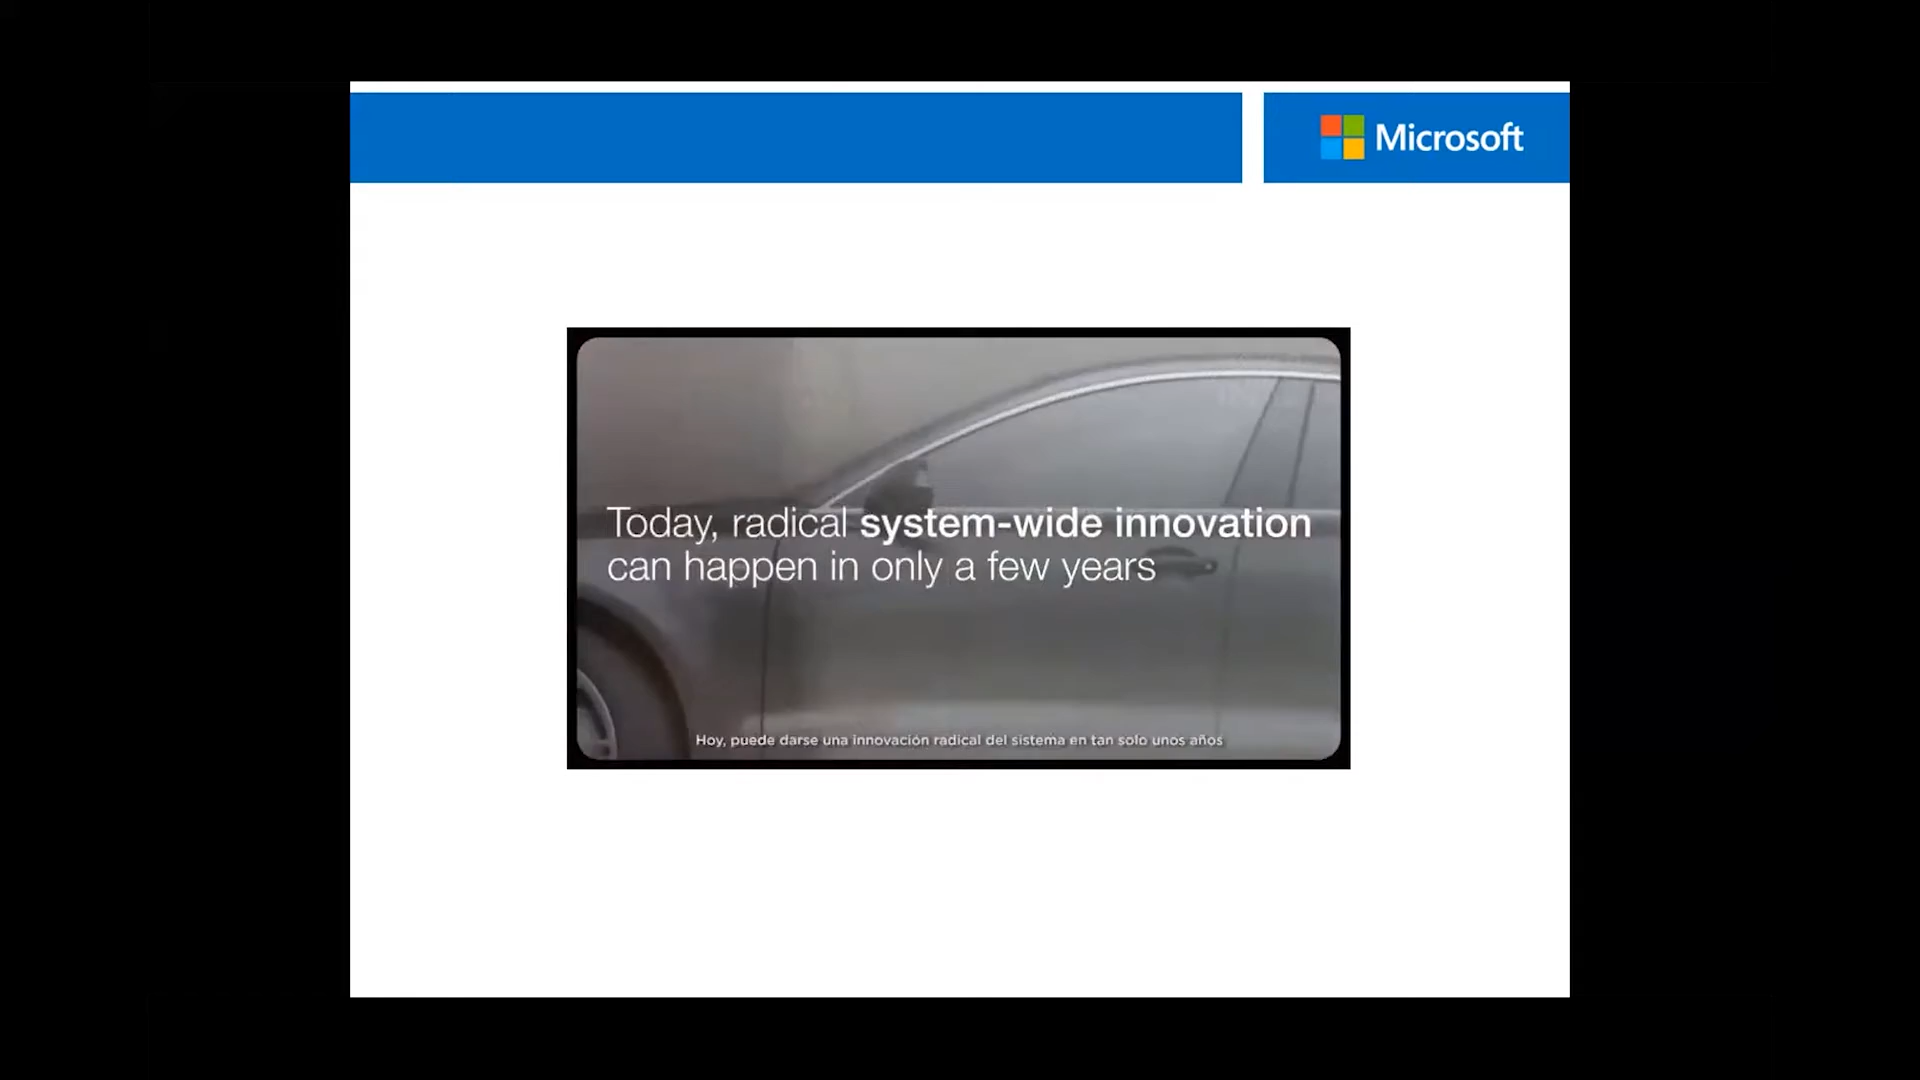 Microsoft
Today, radical system-wide innovation
can happen in only a few years
Hoy, puede darse una innovación radical del sistema en tan solo unos años